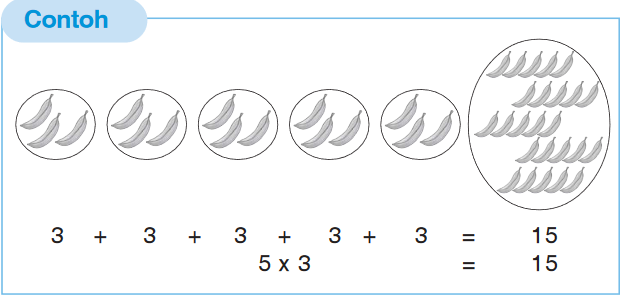 Contoh
3 + 3 + 3 + 3 + 3 = 15
5 x 3 = 15